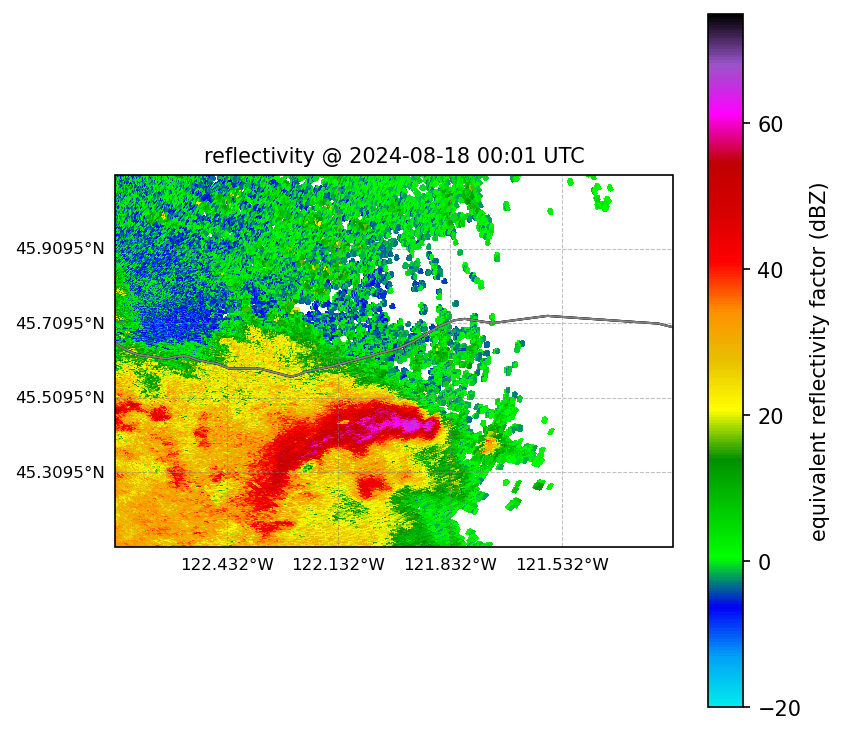 reflectivity @ 2024-08-18 00:01 UTC
45.9095°N
45.7095°N
45.5095°N
45.3095°N
122.432°W 122.132°W 121.832°W 121.532°W
60
40
20
0
−20
equivalent reflectivity factor (dBZ)